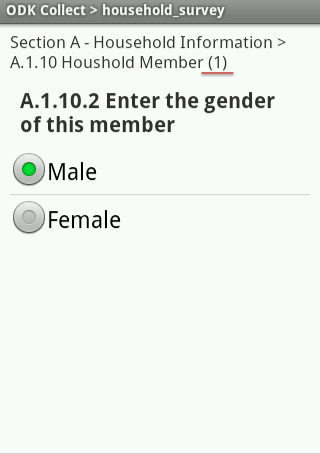 ODK Collect > household_survey
Section A - Household Information >
A.1.10 Houshold Member (1)
A.1.10.2 Enter the gender
of this member
Male
Female